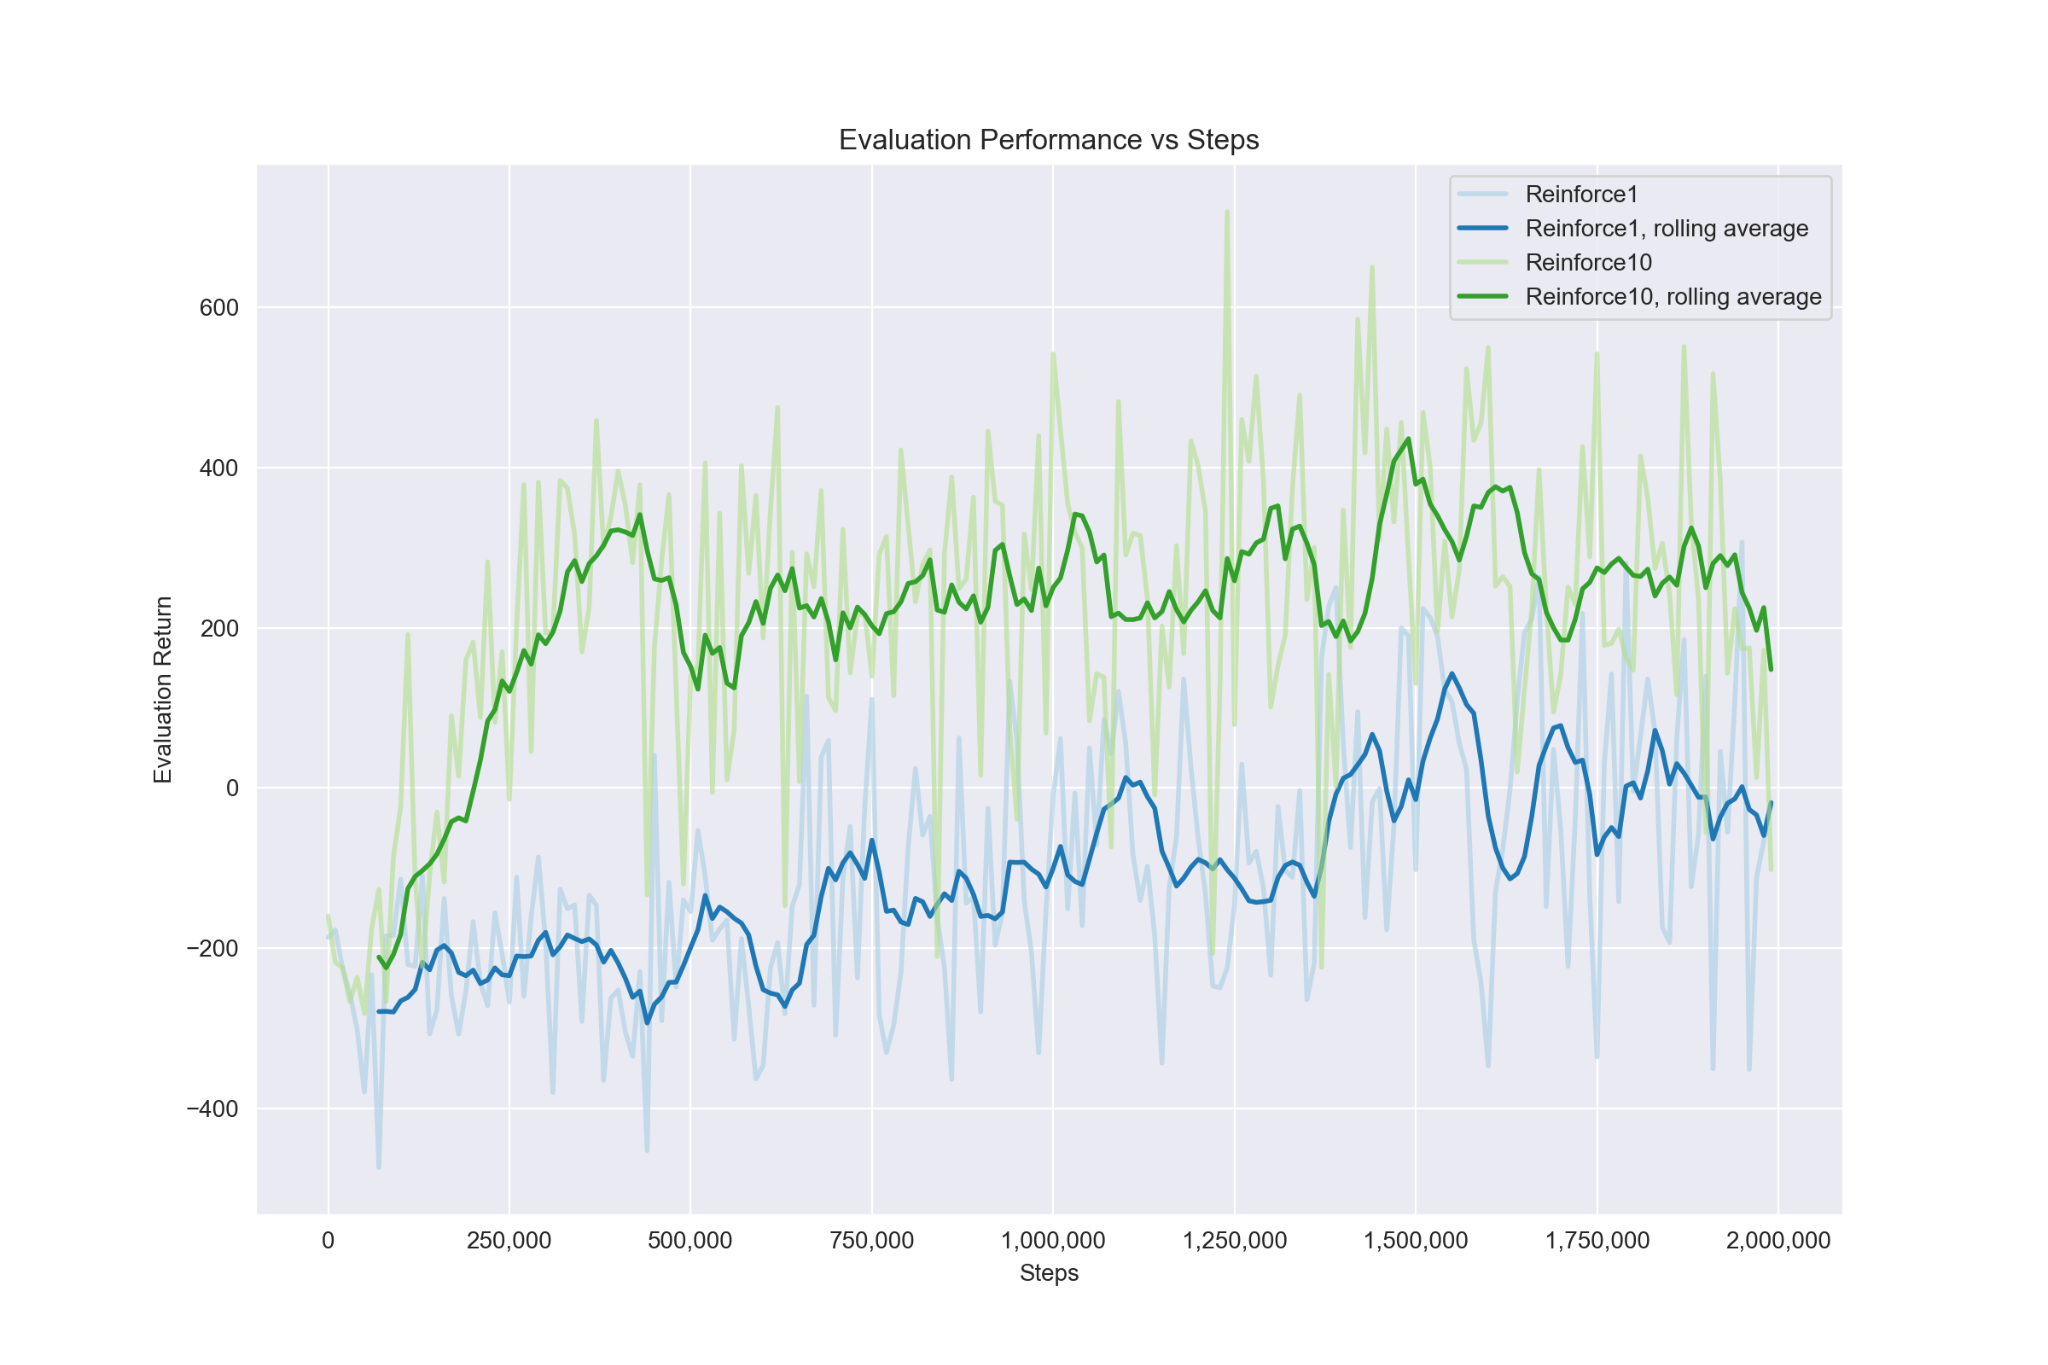 Evaluation Performance vs Steps
Reinforce1
Reinforce1, rolling average
Reinforce10
Reinforce10, rolling average
Evaluation Return
600
400
200
0
−200
−400
0 250,000 500,000 750,000 1,000,000 1,250,000 1,500,000 1,750,000 2,000,000
Steps